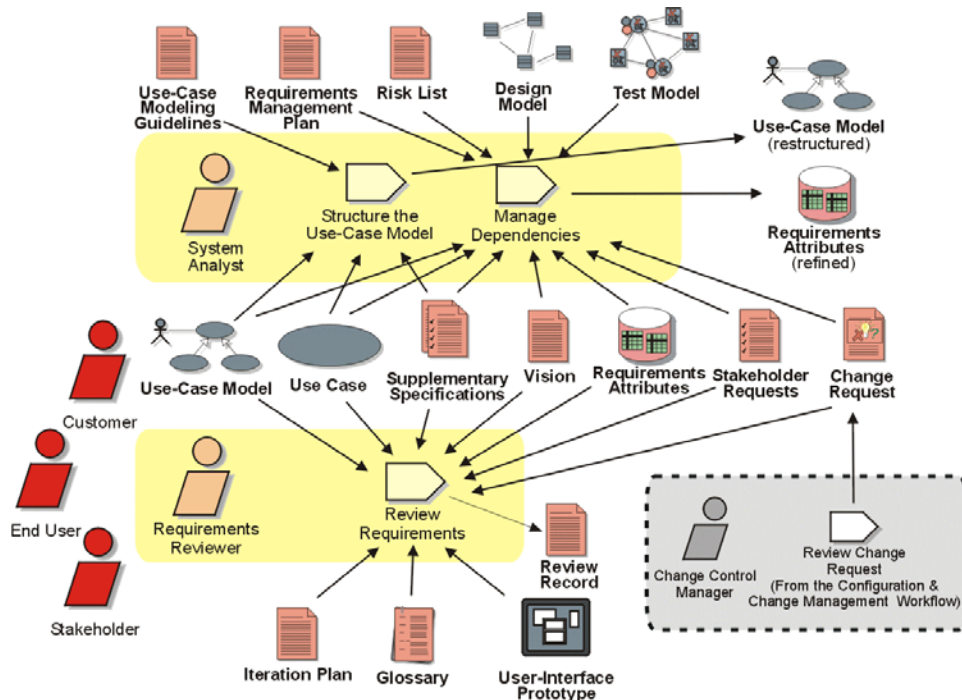 Use-Case
Modeling
Guidelines
Requirements
Management
Plan
Risk List
Design
Model
Test Model
Use-Case Model
(restructured)
System
Analyst
Structure the
Use-Case Model
Manage
Dependencies
Requirements
Attributes
(refined)
Customer
Use-Case Model
Use Case
Supplementary
Specifications
Vision
Requirements
Attributes
Stakeholder
Requests
Change
Request
End User
Requirements
Reviewer
Review
Requirements
Review
Record
Change Control
Manager
Review Change
Request
(From the Configuration &
Change Management Workflow)
Stakeholder
Iteration Plan
Glossary
User-Interface
Prototype